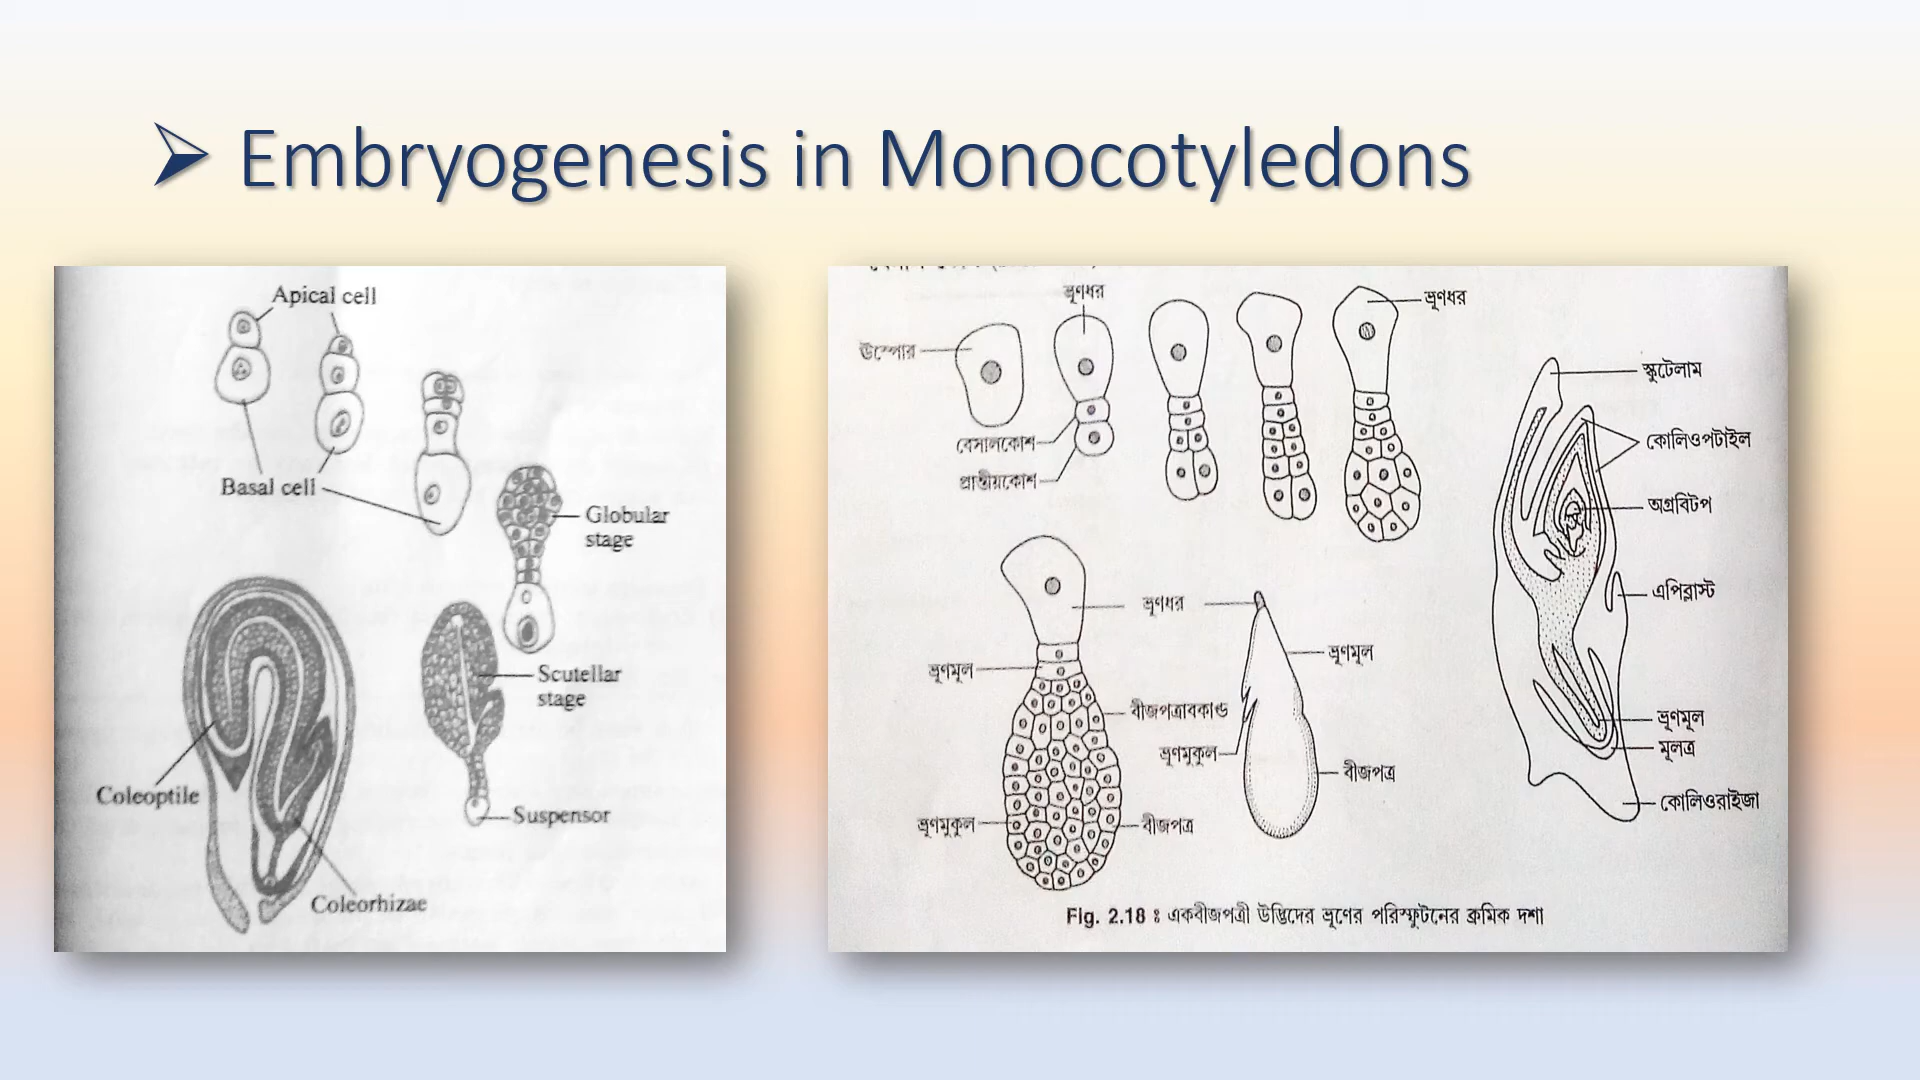 Embryogenesis in Monocotyledons
Apical cell
Basal cell
Globular
stage
Scutellar
stage
Coleoptile
Suspensor
Coleorhizae
ভ্রূণধর
ভ্রূণধর
উস্পোর
বেসালকোশ
প্রান্তীয়কোশ
স্কুটেলাম
কোলিওপটাইল
অগ্রবিটপ
এপিব্লাস্ট
ভ্রূণধর
ভ্রূণমূল
ভ্রূণমূল
বীজপত্রাবকাণ্ড
ভ্রূণমুকুল
বীজপত্র
ভ্রূণমুকুল
বীজপত্র
ভ্রূণমূল
মূলত্র
কোলিওরাইজা
Fig. 2.18 ঃ একবীজপত্রী উদ্ভিদের ভ্রূণের পরিস্ফুটনের ক্রমিক দশা